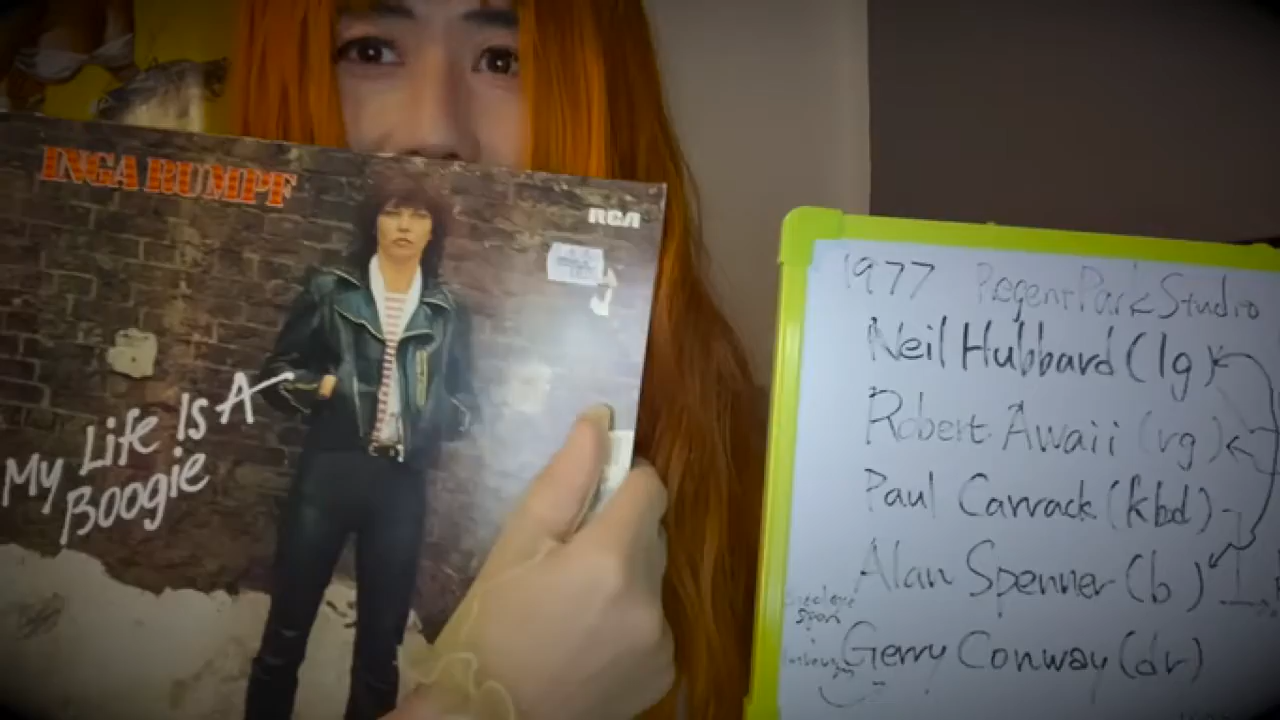 INGA RUMPF
RCA
My Life Is A
Boogie
1977 Regent Park Studio
Neil Hubbard (lg)
Robert Awaii (rg)
Paul Carrack (kbd)
Alan Spenner (b)
Gerry Conway (dr)